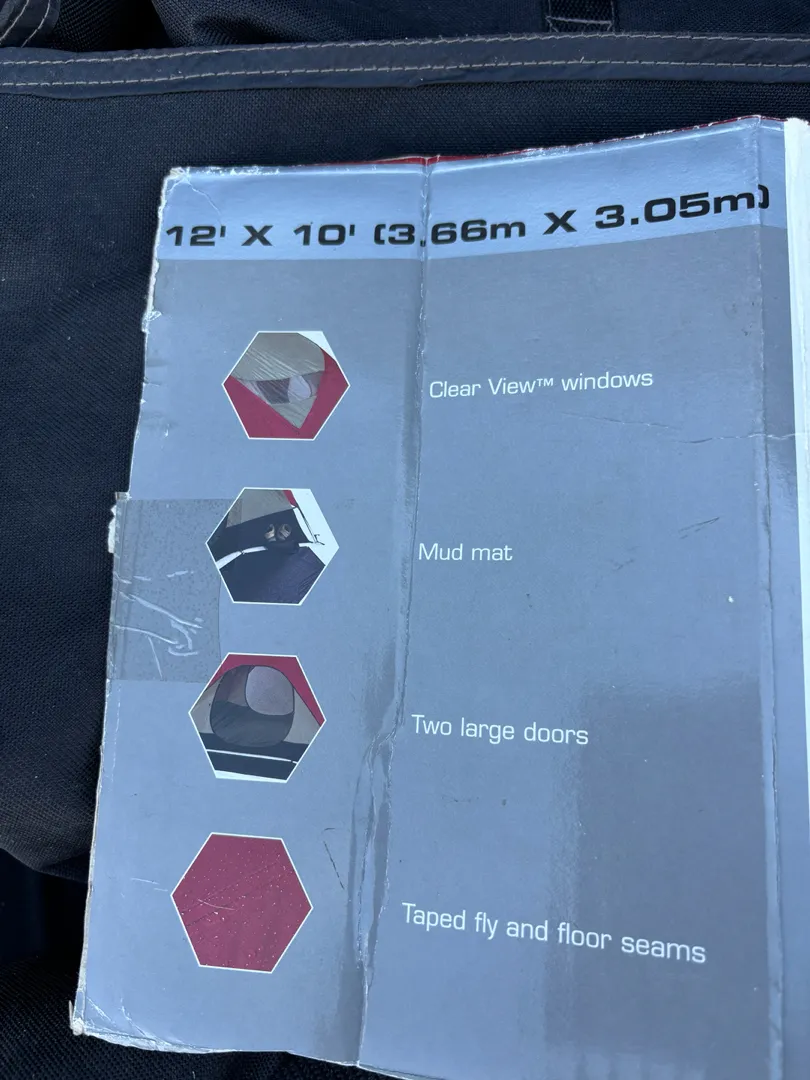 12' X 10' (3.66m X 3.05m)
Clear View™ windows
Mud mat
Two large doors
Taped fly and floor seams